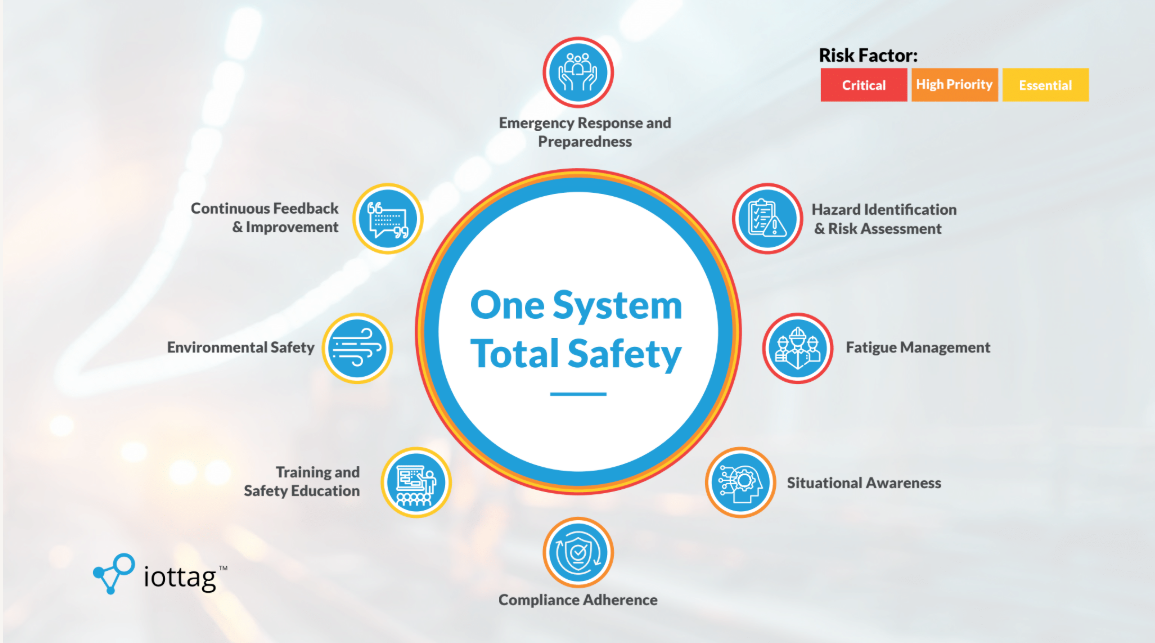 Risk Factor:
Critical
High Priority
Essential
Emergency Response and
Preparedness
Continuous Feedback
& Improvement
Hazard Identification
& Risk Assessment
One System
Total Safety
Environmental Safety
Fatigue Management
Training and
Safety Education
Situational Awareness
Compliance Adherence
iottag™